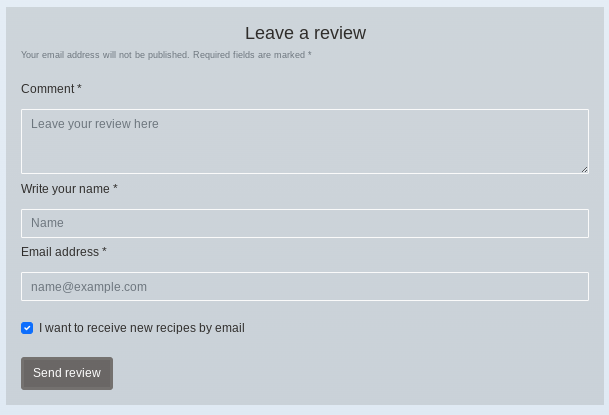 Leave a review
Your email address will not be published. Required fields are marked *
Comment *
Leave your review here
Write your name *
Name
Email address *
name@example.com
I want to receive new recipes by email
Send review